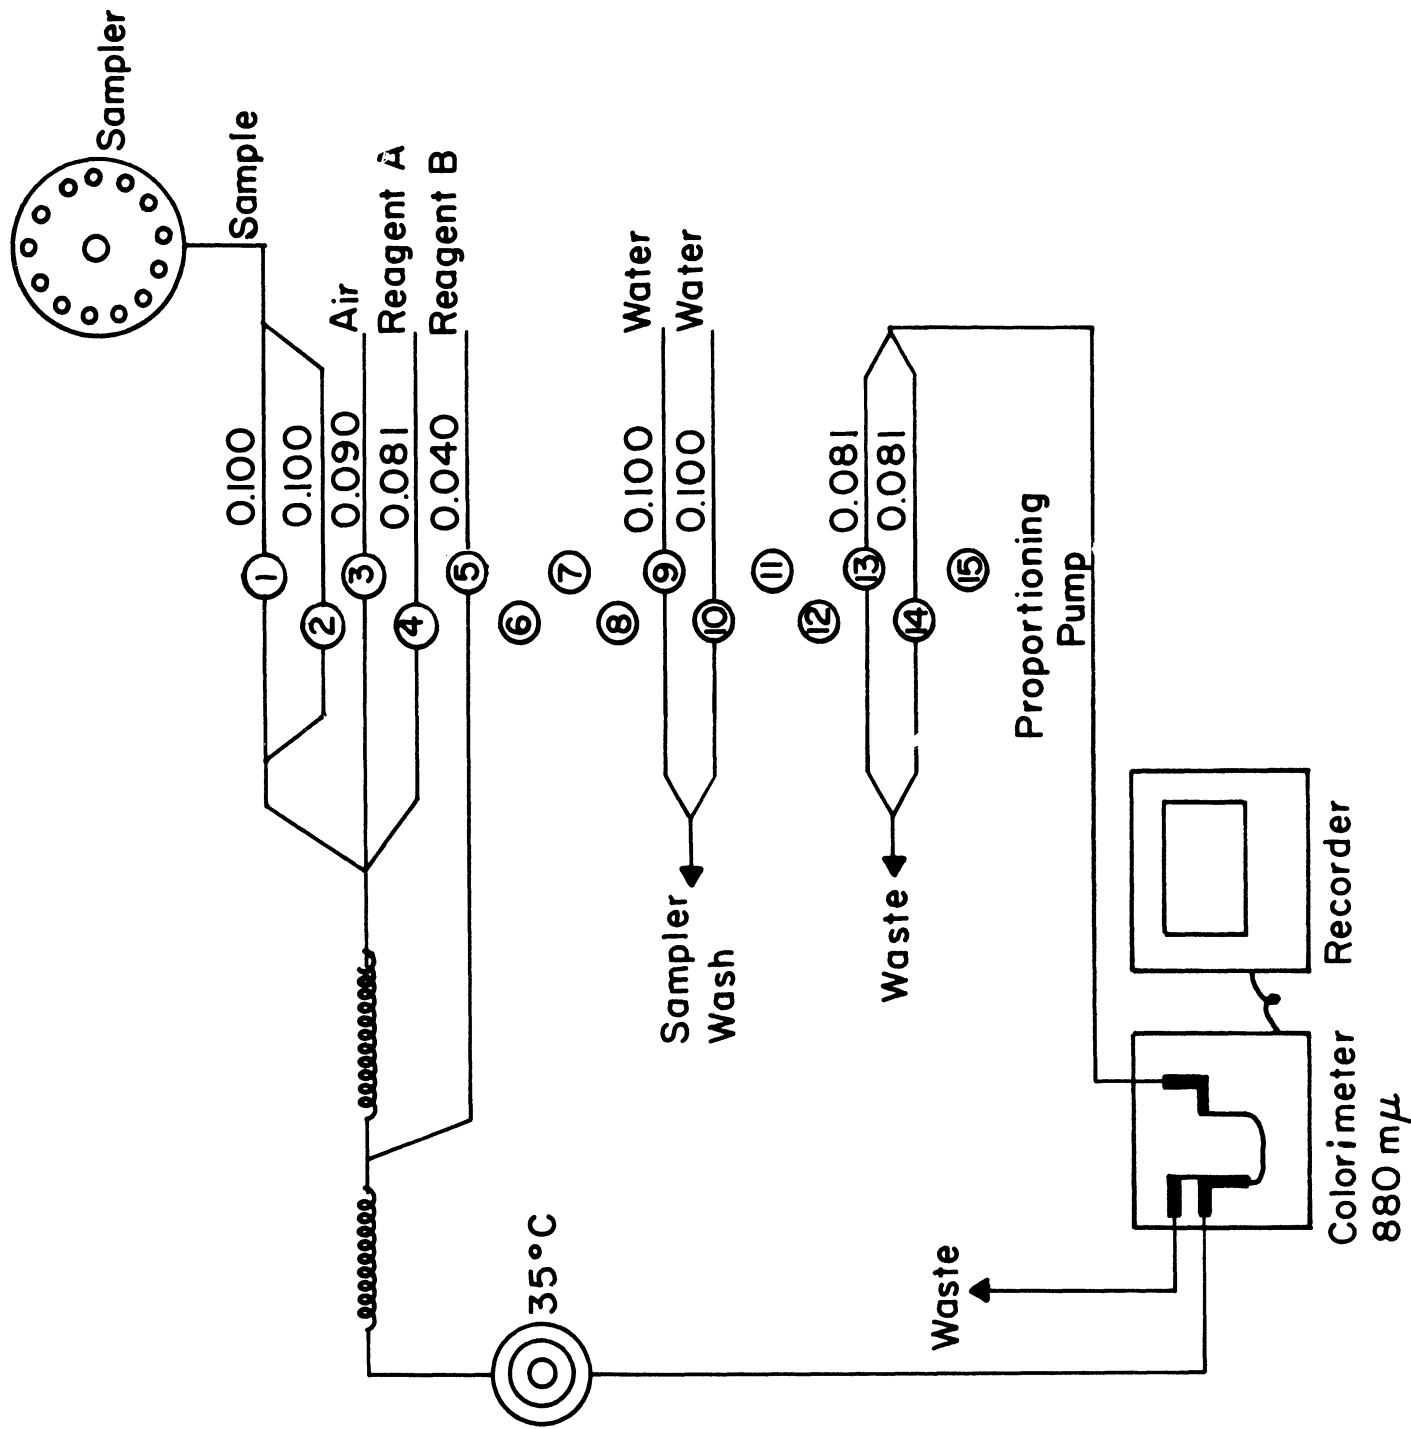 Sampler
Sample
0.100
0.100
Air
0.090
Reagent A
0.081
Reagent B
0.040
1
2
3
4
5
6
7
8
9
10
11
12
13
14
15
Water
0.100
Water
0.100
Sampler
Wash
0.081
0.081
Waste
Proportioning
Pump
35°C
Waste
Recorder
Colorimeter
880 mµ